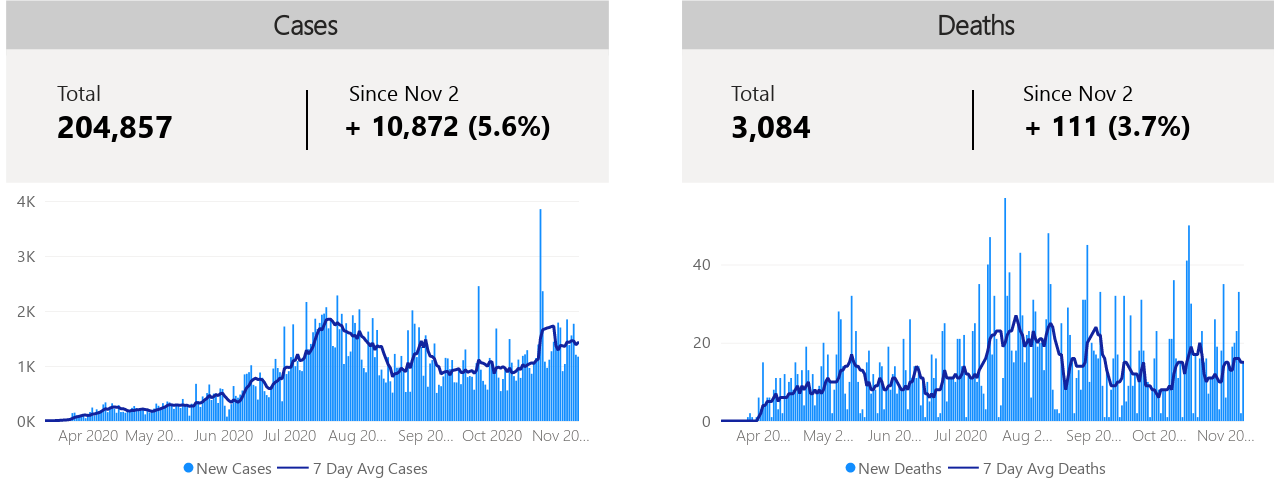 Cases
Total
204,857
Since Nov 2
+ 10,872 (5.6%)
4K
3K
2K
1K
0K
Apr 2020 May 20... Jun 2020 Jul 2020 Aug 20... Sep 20... Oct 2020 Nov 20...
New Cases 7 Day Avg Cases
Deaths
Total
3,084
Since Nov 2
+ 111 (3.7%)
40
20
0
Apr 20... May 2... Jun 20... Jul 2020 Aug 2... Sep 20... Oct 20... Nov 20...
New Deaths 7 Day Avg Deaths